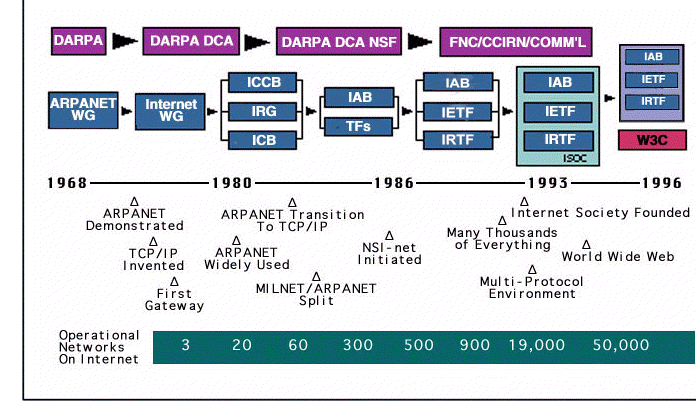 DARPA
DARPA DCA
DARPA DCA NSF
FNC/CCIRN/COMM'L
ARPANET
WG
Internet
WG
ICCB
IRG
ICB
IAB
TFs
IAB
IETF
IRTF
IAB
IETF
IRTF
ISOC
IAB
IETF
IRTF
W3C
1968
1980
1986
1993
1996
ARPANET
Demonstrated
TCP/IP
Invented
First
Gateway
ARPANET Transition
To TCP/IP
ARPANET
Widely Used
MILNET/ARPANET
Split
NSI-net
Initiated
Internet Society Founded
Many Thousands
of Everything
World Wide Web
Multi-Protocol
Environment
Operational
Networks
On Internet
3 20 60 300 500 900 19,000 50,000